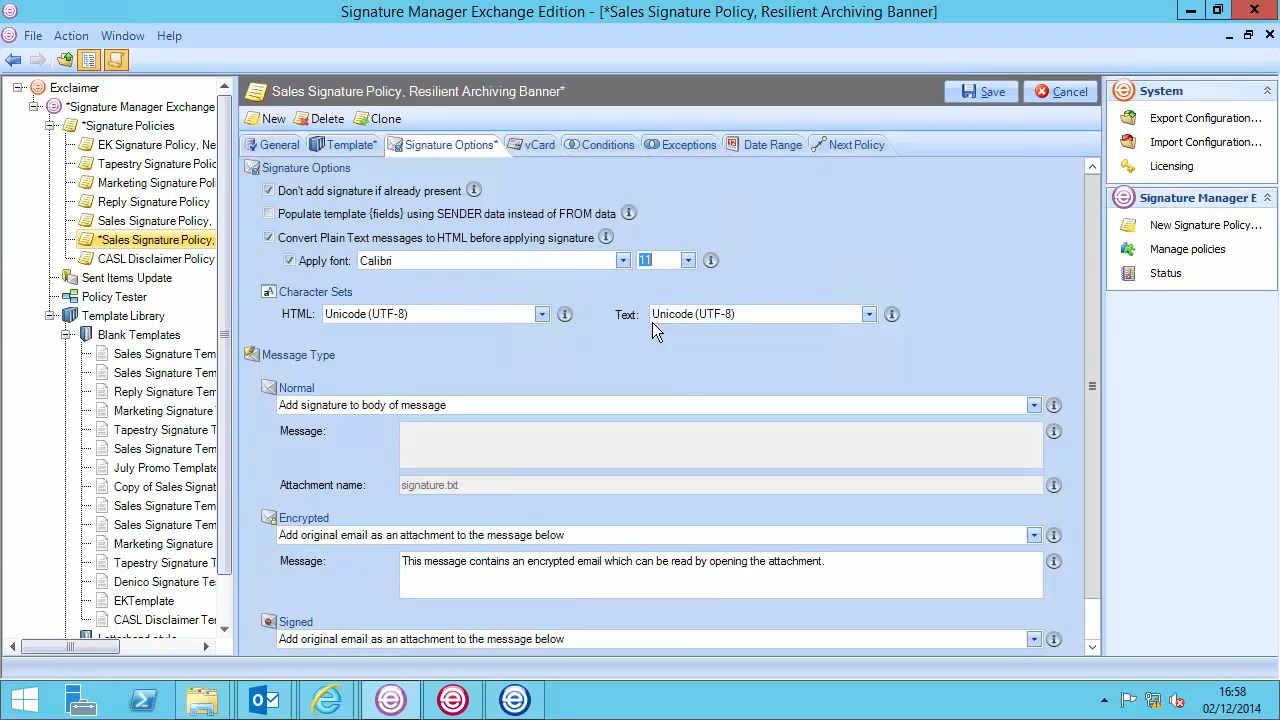 Signature Manager Exchange Edition - [*Sales Signature Policy, Resilient Archiving Banner]
File Action Window Help
Exclaimer
*Signature Manager Exchange
*Signature Policies
EK Signature Policy, Ne
Tapestry Signature Polic
Marketing Signature Poli
Reply Signature Policy
Sales Signature Policy,
*Sales Signature Policy,
CASL Disclaimer Policy
Sent Items Update
Policy Tester
Template Library
Blank Templates
Sales Signature Tem
Sales Signature Tem
Reply Signature Tem
Marketing Signature
Tapestry Signature
Sales Signature Tem
July Promo Template
Copy of Sales Signat
Sales Signature Tem
Sales Signature Tem
Marketing Signature
Tapestry Signature
Denico Signature Te
EKTemplate
CASL Disclaimer Te
Letterhead style
Sales Signature Policy, Resilient Archiving Banner*
Save Cancel
New Delete Clone
General Template* Signature Options* vCard Conditions Exceptions Date Range Next Policy
Signature Options
Don't add signature if already present
Populate template {fields} using SENDER data instead of FROM data
Convert Plain Text messages to HTML before applying signature
Apply font: Calibri 11
Character Sets
HTML: Unicode (UTF-8) Text: Unicode (UTF-8)
Message Type
Normal
Add signature to body of message
Message:
Attachment name: signature.txt
Encrypted
Add original email as an attachment to the message below
Message: This message contains an encrypted email which can be read by opening the attachment.
Signed
Add original email as an attachment to the message below
System
Export Configuration...
Import Configuration...
Licensing
Signature Manager E
New Signature Policy...
Manage policies
Status
16:58
02/12/2014